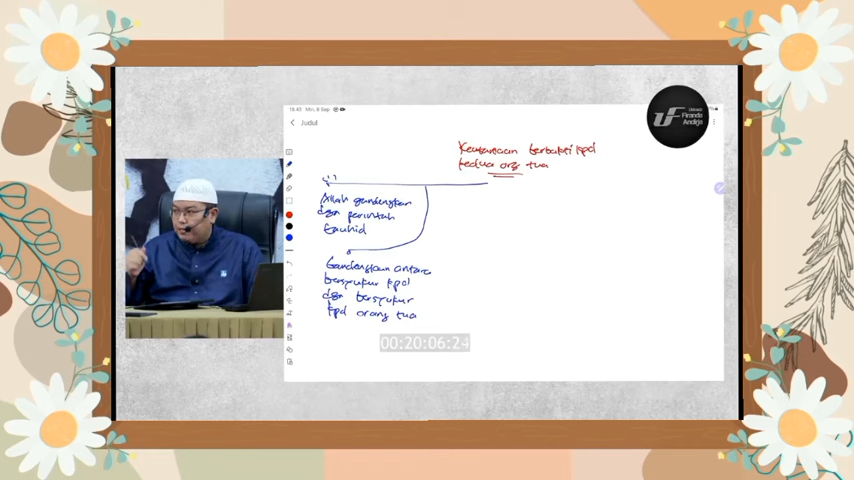 18.43 Min, 6 Sep
Judul
Ustadz
Firanda
Andirja
Keutamaan berbakti kpd
kedua org tua
Allah gandengkan
dgn perintah
tauhid
Gandengkan antara
bersyukur kpd
dgn bersyukur
kpd orang tua
00:20:06:24